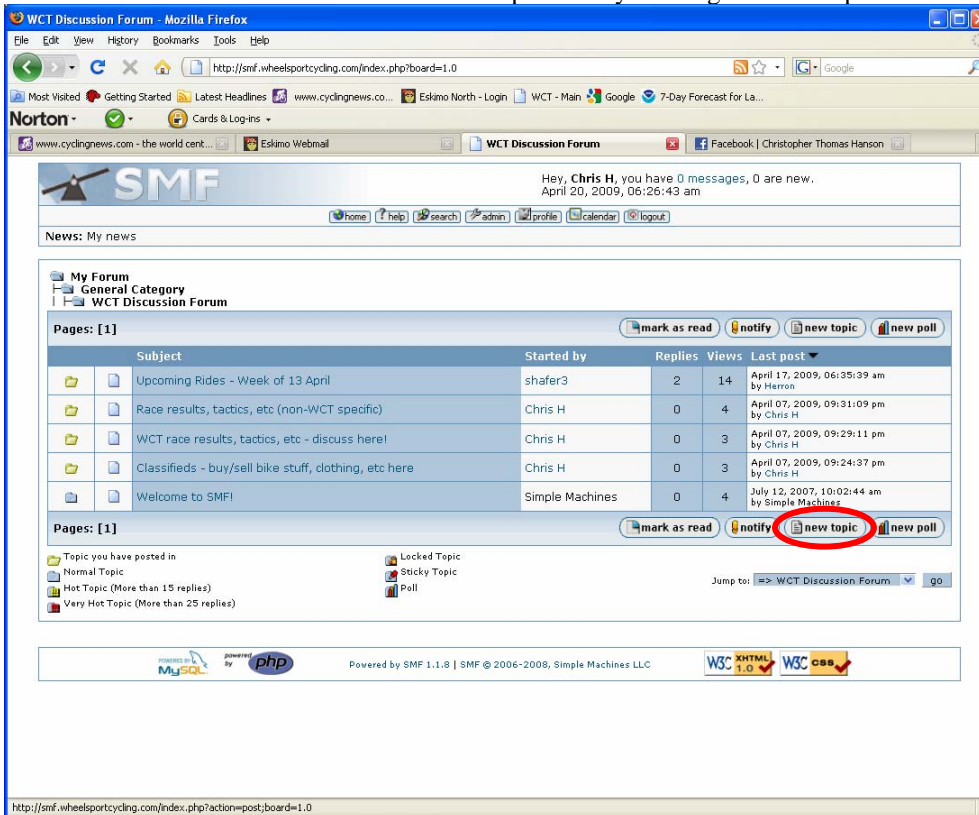 WCT Discussion Forum - Mozilla Firefox
File Edit View History Bookmarks Tools Help
http://smf.wheelsportcycling.com/index.php?board=1.0
Google
Most Visited Getting Started Latest Headlines www.cyclingnews.co... Eskimo North - Login WCT - Main Google 7-Day Forecast for La...
Norton Cards & Log-ins
www.cyclingnews.com - the world cent... Eskimo Webmail WCT Discussion Forum Facebook | Christopher Thomas Hanson
SMF
Hey, Chris H, you have 0 messages, 0 are new.
April 20, 2009, 06:26:43 am
home help search admin profile calendar logout
News: My news
My Forum
General Category
WCT Discussion Forum
Pages: [1] mark as read notify new topic new poll
Subject Started by Replies Views Last post
Upcoming Rides - Week of 13 April shafer3 2 14 April 17, 2009, 06:35:39 am
by Herron
Race results, tactics, etc (non-WCT specific) Chris H 0 4 April 07, 2009, 09:31:09 pm
by Chris H
WCT race results, tactics, etc - discuss here! Chris H 0 3 April 07, 2009, 09:29:11 pm
by Chris H
Classifieds - buy/sell bike stuff, clothing, etc here Chris H 0 3 April 07, 2009, 09:24:37 pm
by Chris H
Welcome to SMF! Simple Machines 0 4 July 12, 2007, 10:02:44 am
by Simple Machines
Pages: [1] mark as read notify new topic new poll
Topic you have posted in Locked Topic
Normal Topic Sticky Topic
Hot Topic (More than 15 replies) Poll
Very Hot Topic (More than 25 replies)
Jump to: => WCT Discussion Forum go
POWERED BY MySQL powered by php Powered by SMF 1.1.8 | SMF © 2006-2008, Simple Machines LLC W3C XHTML 1.0 W3C css
http://smf.wheelsportcycling.com/index.php?action=post;board=1.0